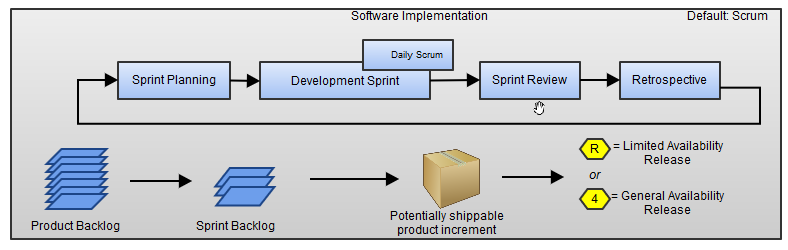 Software Implementation
Default: Scrum
Daily Scrum
Sprint Planning
Development Sprint
Sprint Review
Retrospective
R
= Limited Availability
Release
or
4
= General Availability
Release
Product Backlog
Sprint Backlog
Potentially shippable
product increment